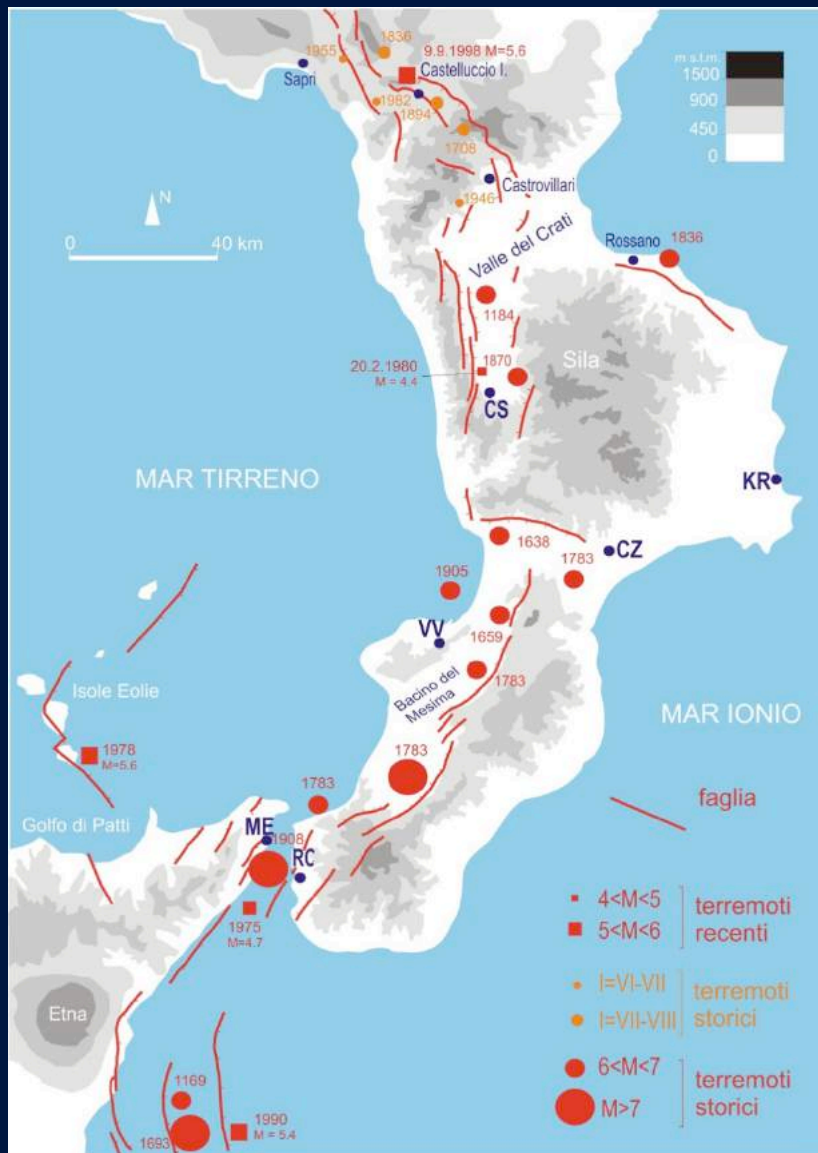 1836
1955
9.9.1998 M=5.6
Sapri
Castelluccio I.
1982
1894
1708
m s.l.m.
1500
900
450
0
Castrovillari
1946
N
0
40 km
Valle del Crati
Rossano
1836
1184
20.2.1980
M = 4.4
1870
Sila
CS
MAR TIRRENO
KR
1638
CZ
1783
1905
VV
1659
1783
Bacino del
Mesima
Isole Eolie
MAR IONIO
1978
M=5.6
1783
1783
faglia
Golfo di Patti
ME
1908
RC
1975
M=4.7
4<M<5
5<M<6
terremoti
recenti
I=VI-VII
I=VII-VIII
terremoti
storici
Etna
6<M<7
M>7
terremoti
storici
1169
1693
1990
M = 5.4